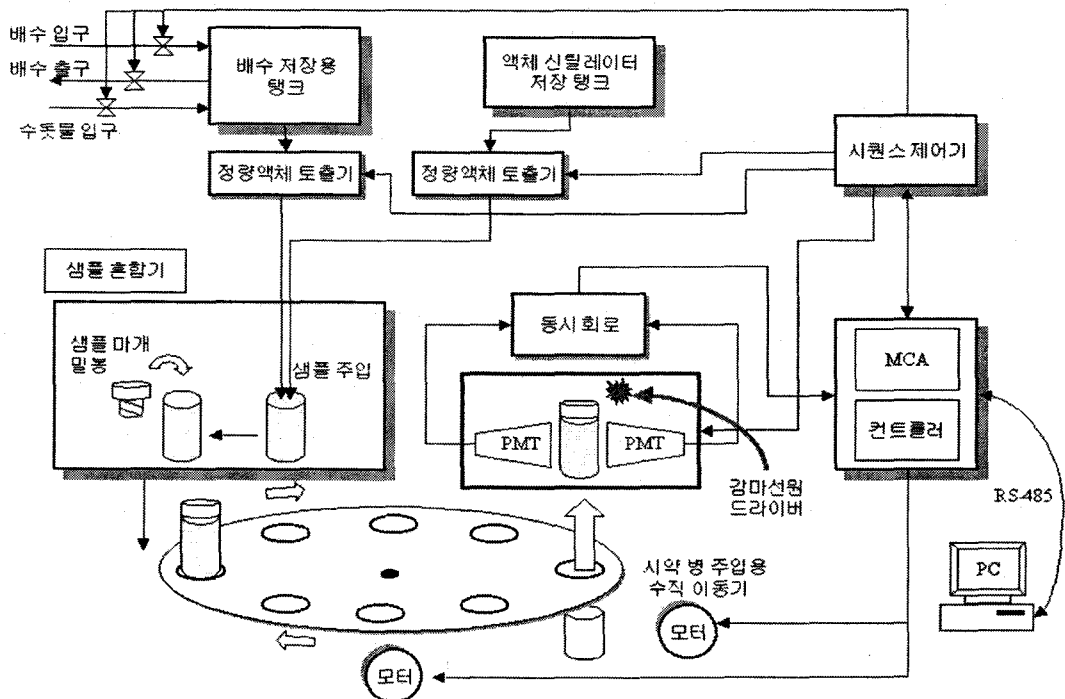 배수 입구
배수 출구
수돗물 입구
배수 저장용
탱크
액체 신틸레이터
저장 탱크
시퀀스 제어기
정량액체 토출기
정량액체 토출기
샘플 혼합기
샘플 마개
밀봉
샘플 주입
동시회로
MCA
컨트롤러
PMT
PMT
감마선원
드라이버
RS-485
시약 병 주입용
수직 이동기
PC
모터
모터